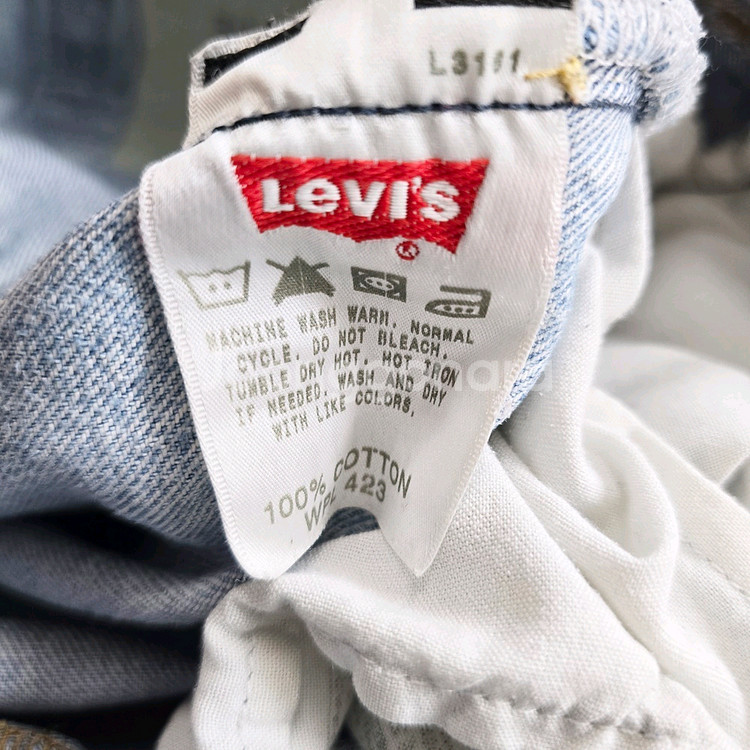 Levi's
®
MACHINE WASH WARM, NORMAL
CYCLE. DO NOT BLEACH.
TUMBLE DRY HOT. HOT IRON
IF NEEDED. WASH AND DRY
WITH LIKE COLORS.
100% COTTON
WPL 423